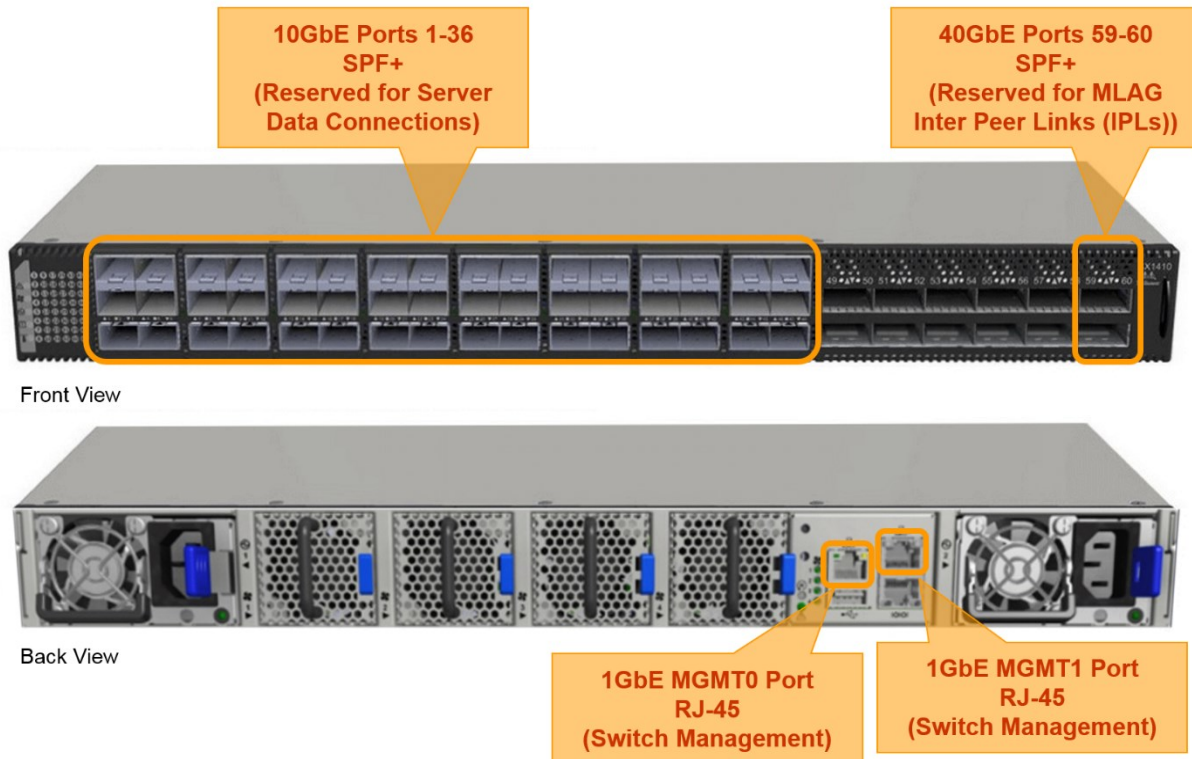 10GbE Ports 1-36
SPF+
(Reserved for Server
Data Connections)
40GbE Ports 59-60
SPF+
(Reserved for MLAG
Inter Peer Links (IPLs))
49 50 51 52 53 54 55 56 57 59 60
X1410
Front View
Back View
1GbE MGMT0 Port
RJ-45
(Switch Management)
1GbE MGMT1 Port
RJ-45
(Switch Management)